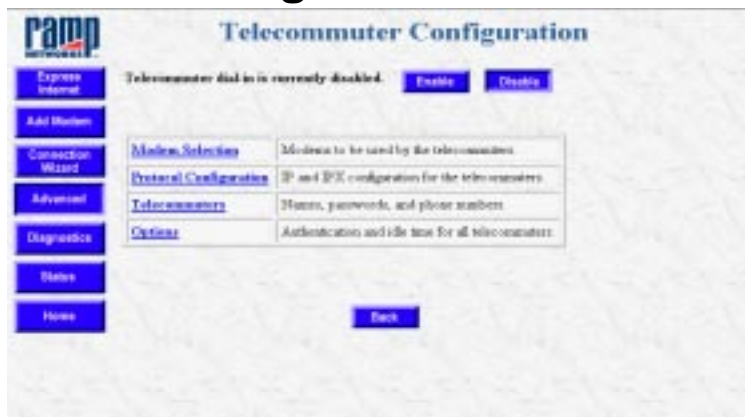 ramp
NETWORKS
Telecommuter Configuration
Express
Internet
Telecommuter dial-in is currently disabled.
Enable
Disable
Add Modem
Connection
Wizard
Advanced
Diagnostics
Status
Home
Modem Selection
Modems to be used by the telecommuters.
Protocol Configuration
IP and IPX configuration for the telecommuters.
Telecommuters
Names, passwords, and phone numbers.
Options
Authentication and idle time for all telecommuters.
Back